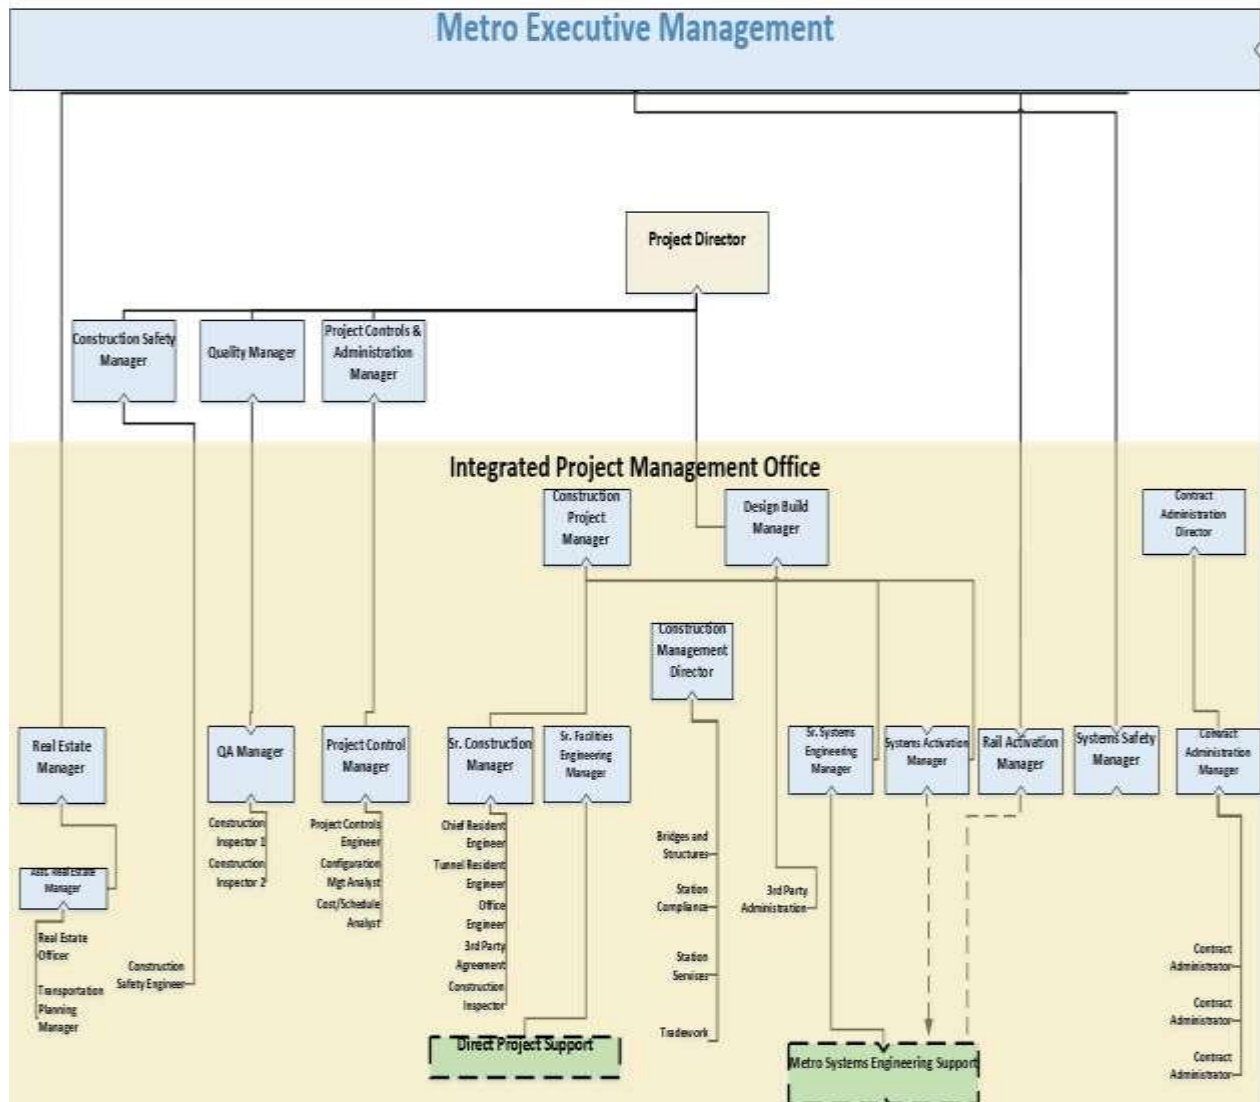 Metro Executive Management
Project Director
Construction Safety
Manager
Quality Manager
Project Controls &
Administration
Manager
Integrated Project Management Office
Construction
Project
Manager
Design Build
Manager
Contract
Administration
Director
Construction
Management
Director
Real Estate
Manager
QA Manager
Project Control
Manager
Sr. Construction
Manager
Sr. Facilities
Engineering
Manager
Sr. Systems
Engineering
Manager
Systems Activation
Manager
Rail Activation
Manager
Systems Safety
Manager
Contract
Administration
Manager
Asst. Real Estate
Manager
Real Estate
Officer
Transportation
Planning
Manager
Construction
Safety Engineer
Construction
Inspector 1
Construction
Inspector 2
Project Controls
Engineer
Configuration
Mgt Analyst
Cost/Schedule
Analyst
Chief Resident
Engineer
Tunnel Resident
Engineer
Office
Engineer
3rd Party
Agreement
Construction
Inspector
Direct Project Support
Bridges and
Structures
Station
Compliance
Station
Services
Tradework
3rd Party
Administration
Metro Systems Engineering Support
Contract
Administrator
Contract
Administrator
Contract
Administrator